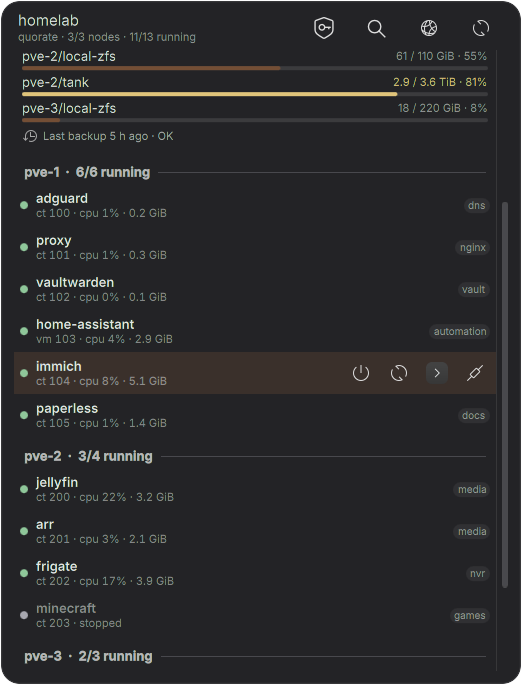 homelab
quorate · 3/3 nodes · 11/13 running
pve-2/local-zfs 61 / 110 GiB · 55%
pve-2/tank 2.9 / 3.6 TiB · 81%
pve-3/local-zfs 18 / 220 GiB · 8%
Last backup 5 h ago · OK
pve-1 · 6/6 running
adguard
ct 100 · cpu 1% · 0.2 GiB dns
proxy
ct 101 · cpu 1% · 0.3 GiB nginx
vaultwarden
ct 102 · cpu 0% · 0.1 GiB vault
home-assistant
vm 103 · cpu 4% · 2.9 GiB automation
immich
ct 104 · cpu 8% · 5.1 GiB
paperless
ct 105 · cpu 1% · 1.4 GiB docs
pve-2 · 3/4 running
jellyfin
ct 200 · cpu 22% · 3.2 GiB media
arr
ct 201 · cpu 3% · 2.1 GiB media
frigate
ct 202 · cpu 17% · 3.9 GiB nvr
minecraft
ct 203 · stopped games
pve-3 · 2/3 running